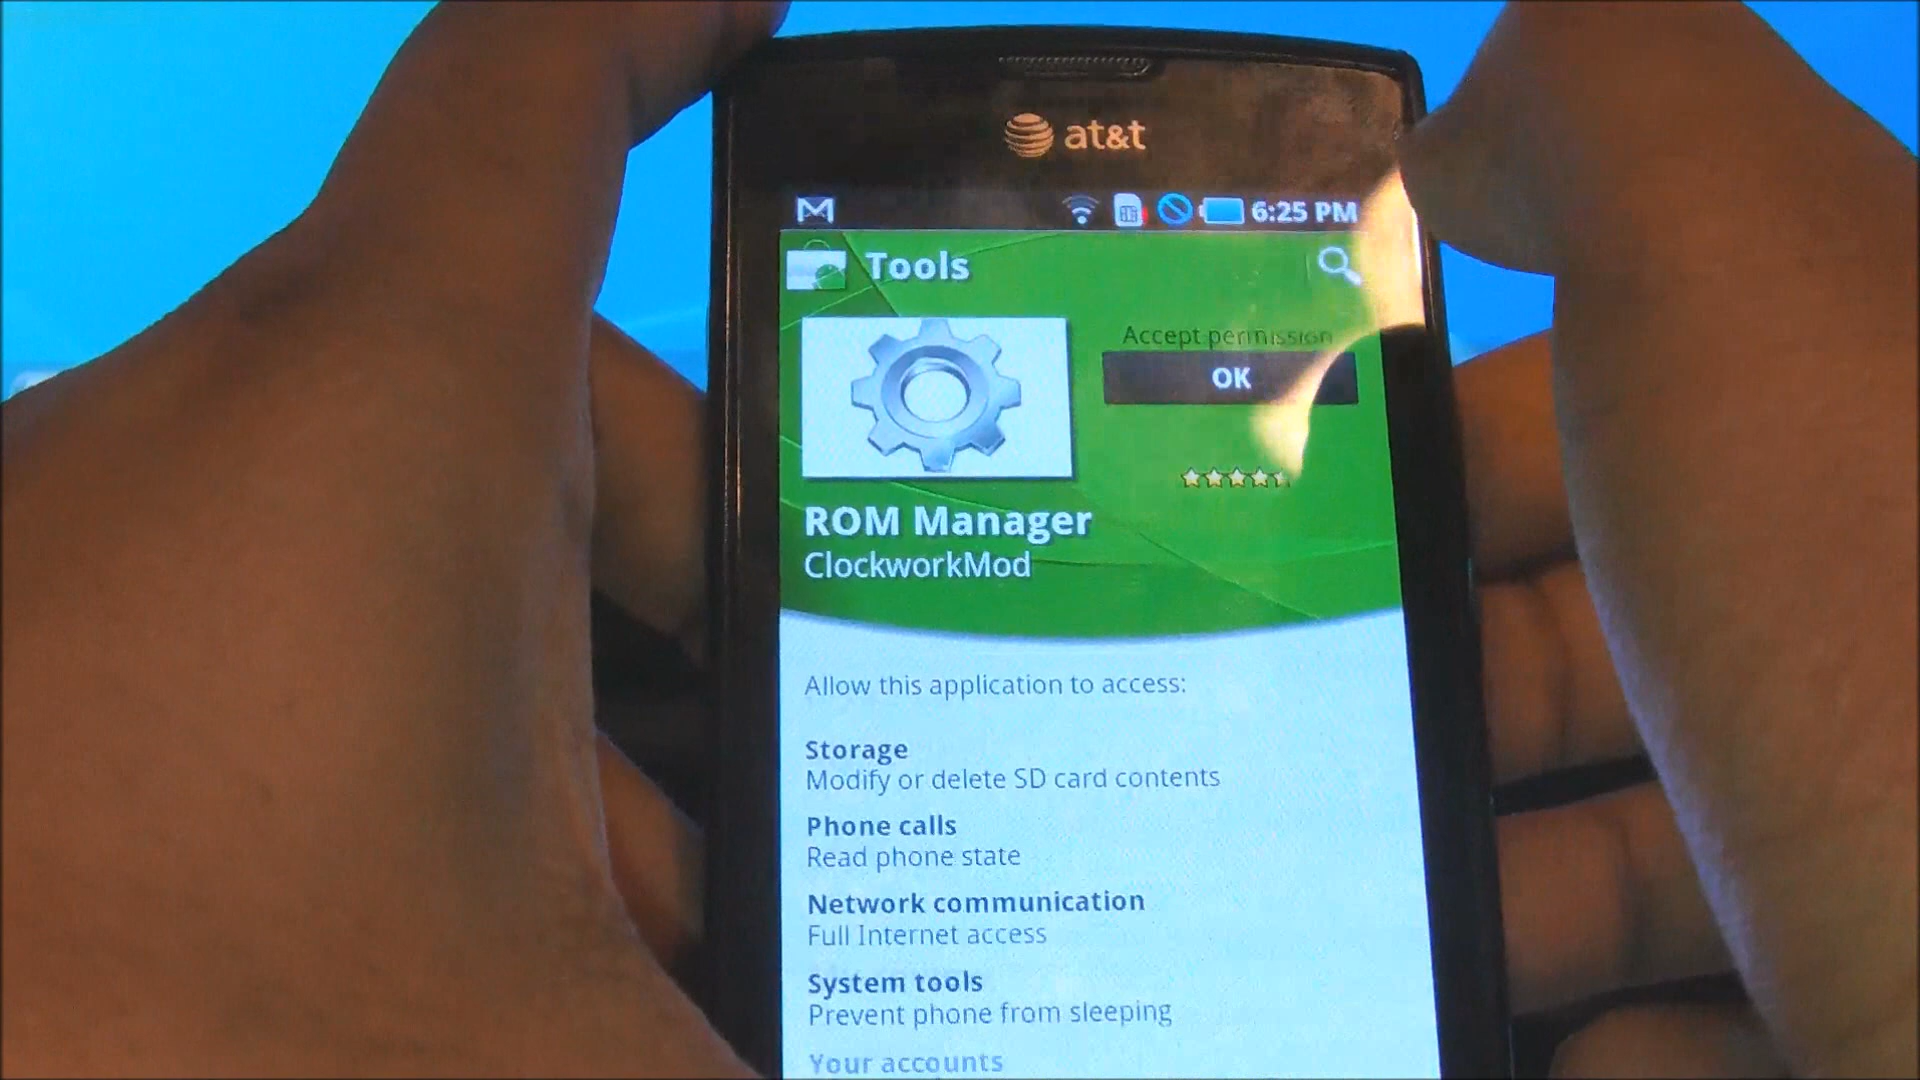 at&t
6:25 PM
Tools
Accept permission
OK
ROM Manager
ClockworkMod
Allow this application to access:
Storage
Modify or delete SD card contents
Phone calls
Read phone state
Network communication
Full Internet access
System tools
Prevent phone from sleeping
Your accounts